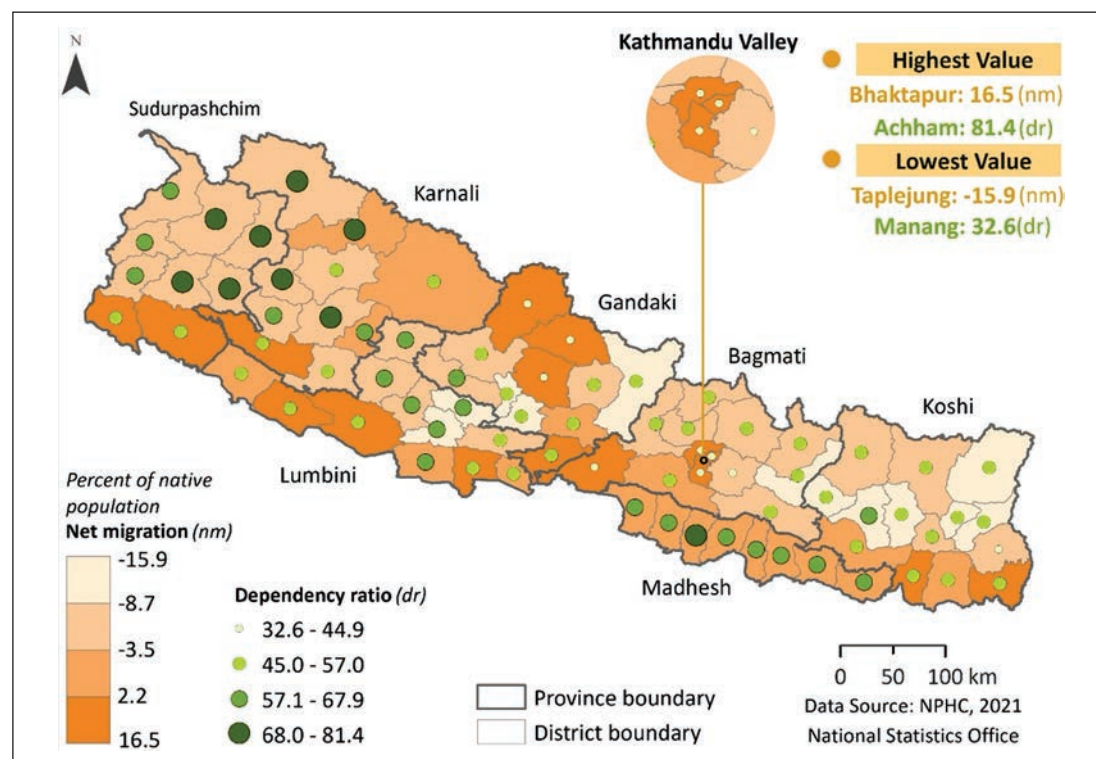 N
Kathmandu Valley
Highest Value
Bhaktapur: 16.5 (nm)
Achham: 81.4 (dr)
Lowest Value
Taplejung: -15.9 (nm)
Manang: 32.6(dr)
Sudurpashchim
Karnali
Gandaki
Bagmati
Koshi
Lumbini
Madhesh
Percent of native
population
Net migration (nm)
-15.9
-8.7
-3.5
2.2
16.5
Dependency ratio (dr)
32.6 - 44.9
45.0 - 57.0
57.1 - 67.9
68.0 - 81.4
Province boundary
District boundary
0 50 100 km
Data Source: NPHC, 2021
National Statistics Office